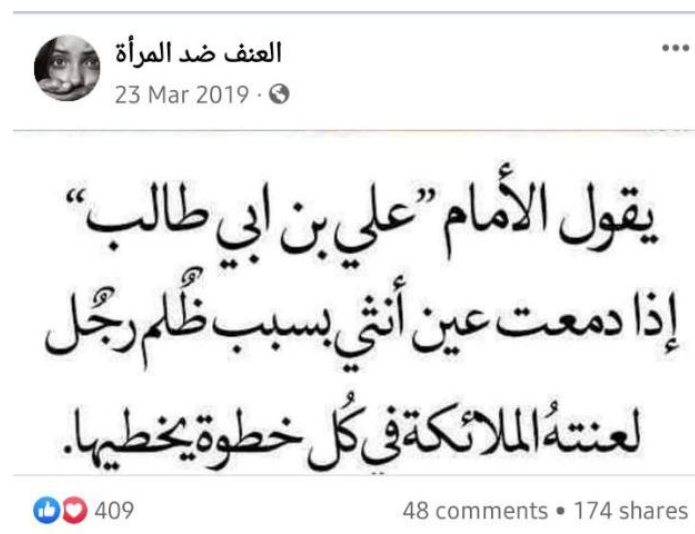 العنف ضد المرأة
23 Mar 2019 ·
يقول الأمام ”علي بن ابي طالب“
إذا دمعت عين أنثي بسبب ظُلم رجُل
لعنتهُ الملائكة في كُل خطوة يخطيها.
409
48 comments • 174 shares